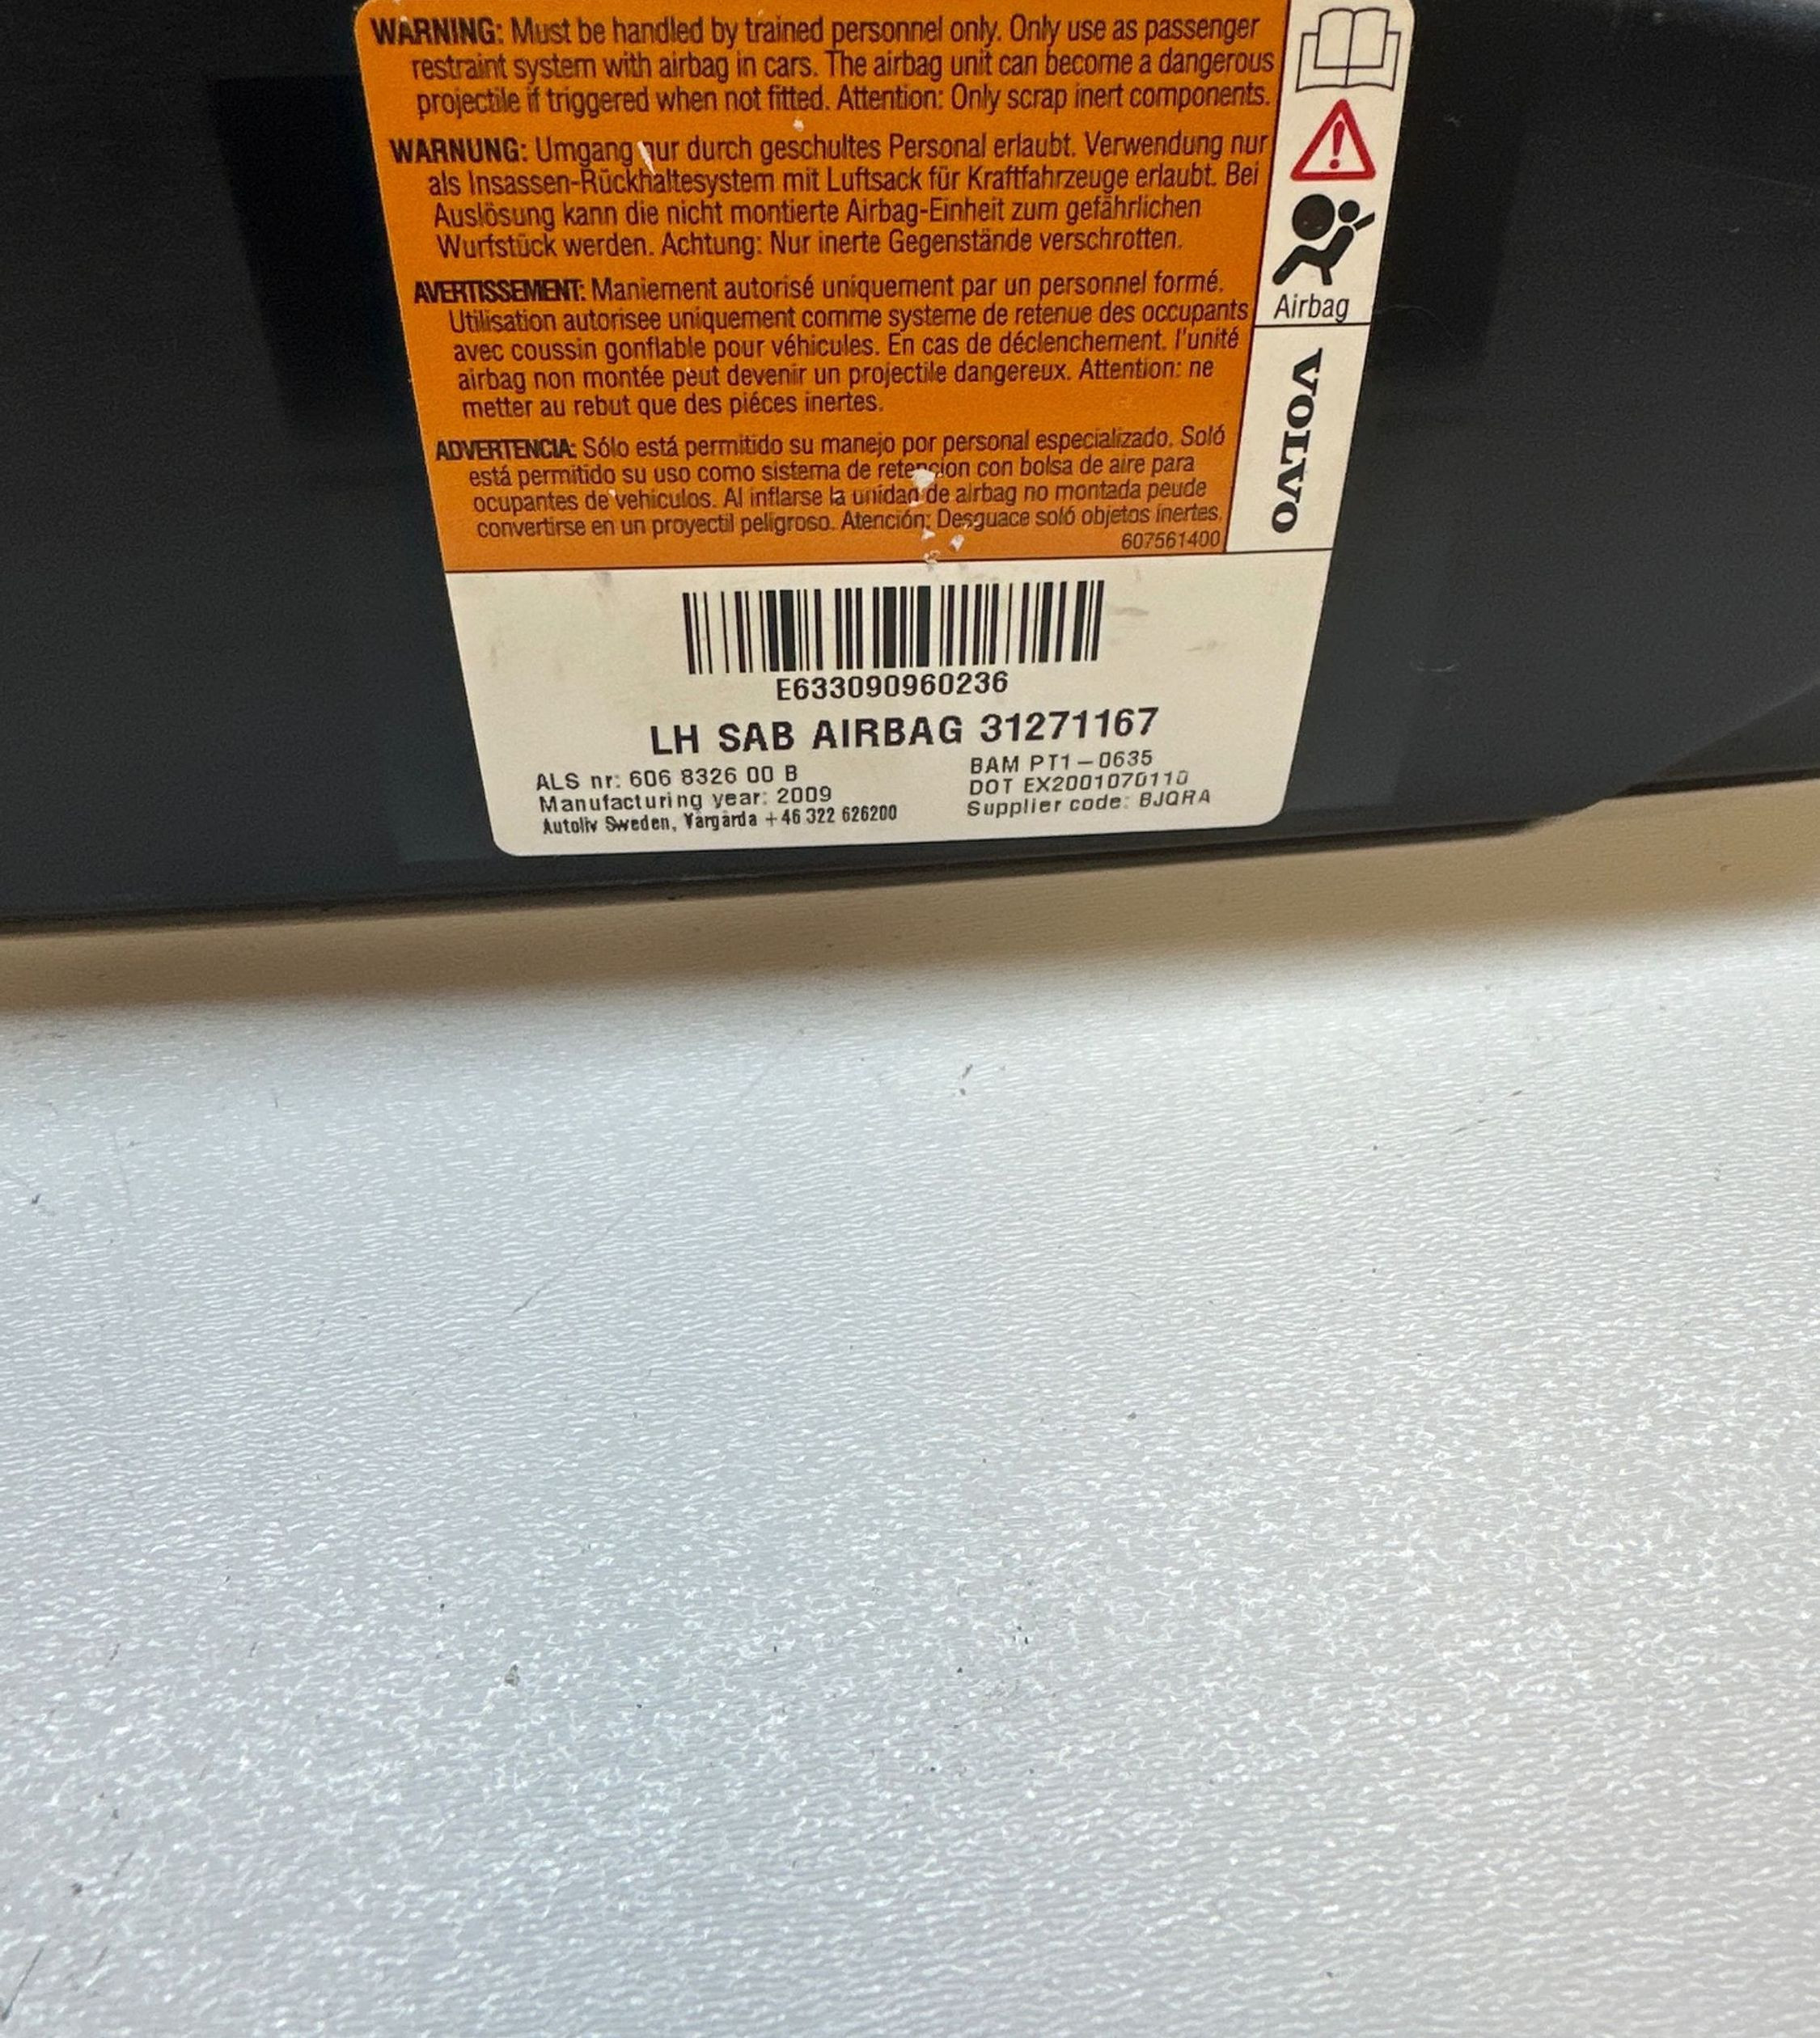 WARNING: Must be handled by trained personnel only. Only use as passenger
restraint system with airbag in cars. The airbag unit can become a dangerous
projectile if triggered when not fitted. Attention: Only scrap inert components.
WARNUNG: Umgang nur durch geschultes Personal erlaubt. Verwendung nur
als Insassen-Rückhaltesystem mit Luftsack für Kraftfahrzeuge erlaubt. Bei
Auslösung kann die nicht montierte Airbag-Einheit zum gefährlichen
Wurfstück werden. Achtung: Nur inerte Gegenstände verschrotten.
AVERTISSEMENT: Maniement autorisé uniquement par un personnel formé.
Utilisation autorisee uniquement comme systeme de retenue des occupants
avec coussin gonflable pour véhicules. En cas de déclenchement. l'unité
airbag non montée peut devenir un projectile dangereux. Attention: ne
metter au rebut que des piéces inertes.
ADVERTENCIA: Sólo está permitido su manejo por personal especializado. Soló
está permitido su uso como sistema de retencion con bolsa de aire para
ocupantes de vehiculos. Al inflarse la unidad de airbag no montada peude
convertirse en un proyectil peligroso. Atención: Desguace soló objetos inertes.
607561400
Airbag
VOLVO
E633090960236
LH SAB AIRBAG 31271167
ALS nr: 606 8326 00 B
Manufacturing year: 2009
Autoliv Sweden, Vårgårda +46 322 626200
BAM PT1-0635
DOT EX2001070110
Supplier code: BJQRA